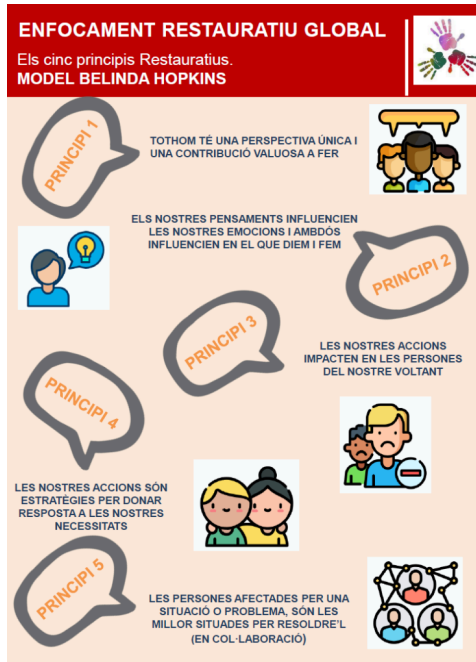 ENFOCAMENT RESTAURATIU GLOBAL
Els cinc principis Restauratius.
MODEL BELINDA HOPKINS
PRINCIPI 1
TOTHOM TÉ UNA PERSPECTIVA ÚNICA I
UNA CONTRIBUCIÓ VALUOSA A FER
ELS NOSTRES PENSAMENTS INFLUENCIEN
LES NOSTRES EMOCIONS I AMBDÓS
INFLUENCIEN EN EL QUE DIEM I FEM
PRINCIPI 2
PRINCIPI 3
LES NOSTRES ACCIONS
IMPACTEN EN LES PERSONES
DEL NOSTRE VOLTANT
PRINCIPI 4
LES NOSTRES ACCIONS SÓN
ESTRATÈGIES PER DONAR
RESPOSTA A LES NOSTRES
NECESSITATS
PRINCIPI 5
LES PERSONES AFECTADES PER UNA
SITUACIÓ O PROBLEMA, SÓN LES
MILLOR SITUADES PER RESOLDRE'L
(EN COL·LABORACIÓ)